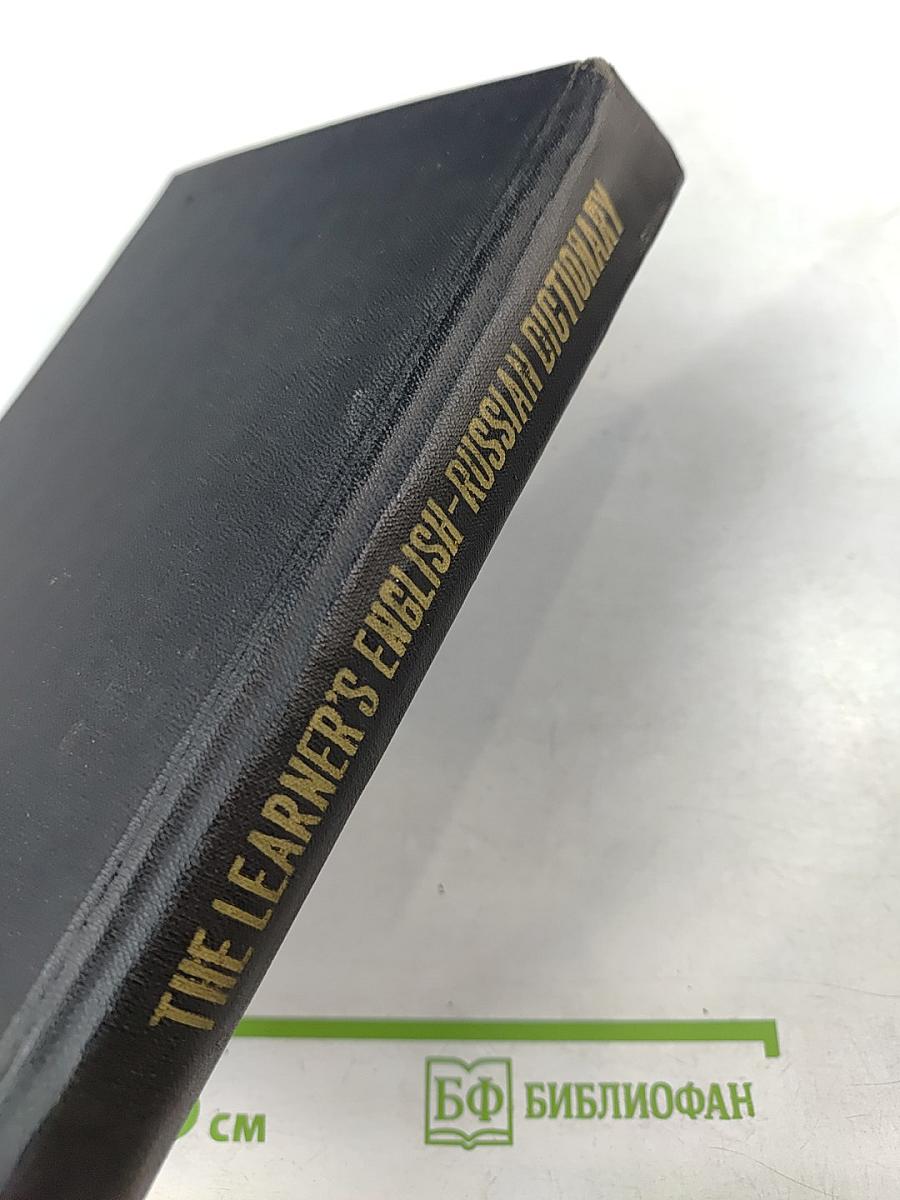 THE LEARNER'S ENGLISH-RUSSIAN DICTIONARY
см
БФ БИБЛИОФАН